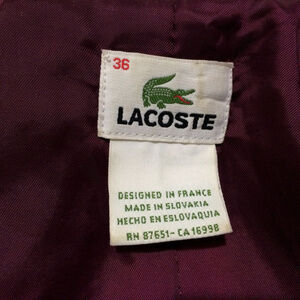 36
LACOSTE
DESIGNED IN FRANCE
MADE IN SLOVAKIA
HECHO EN ESLOVAQUIA
RN 87651-CA 16998